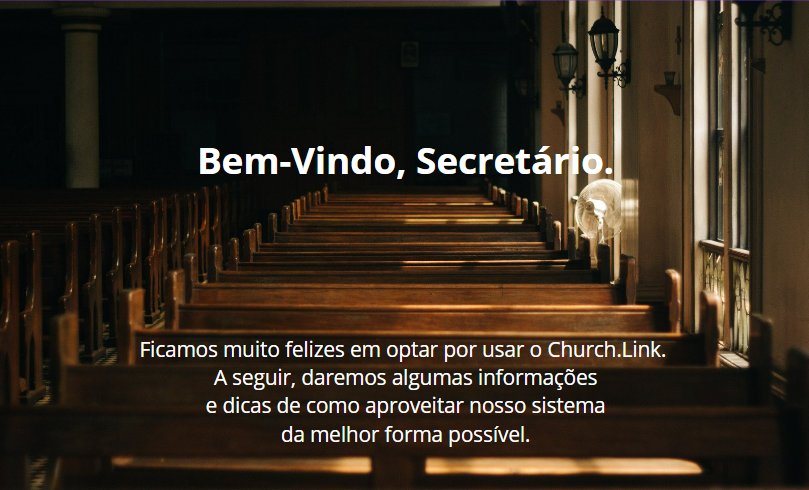 Bem-Vindo, Secretário.
Ficamos muito felizes em optar por usar o Church.Link.
A seguir, daremos algumas informações
e dicas de como aproveitar nosso sistema
da melhor forma possível.